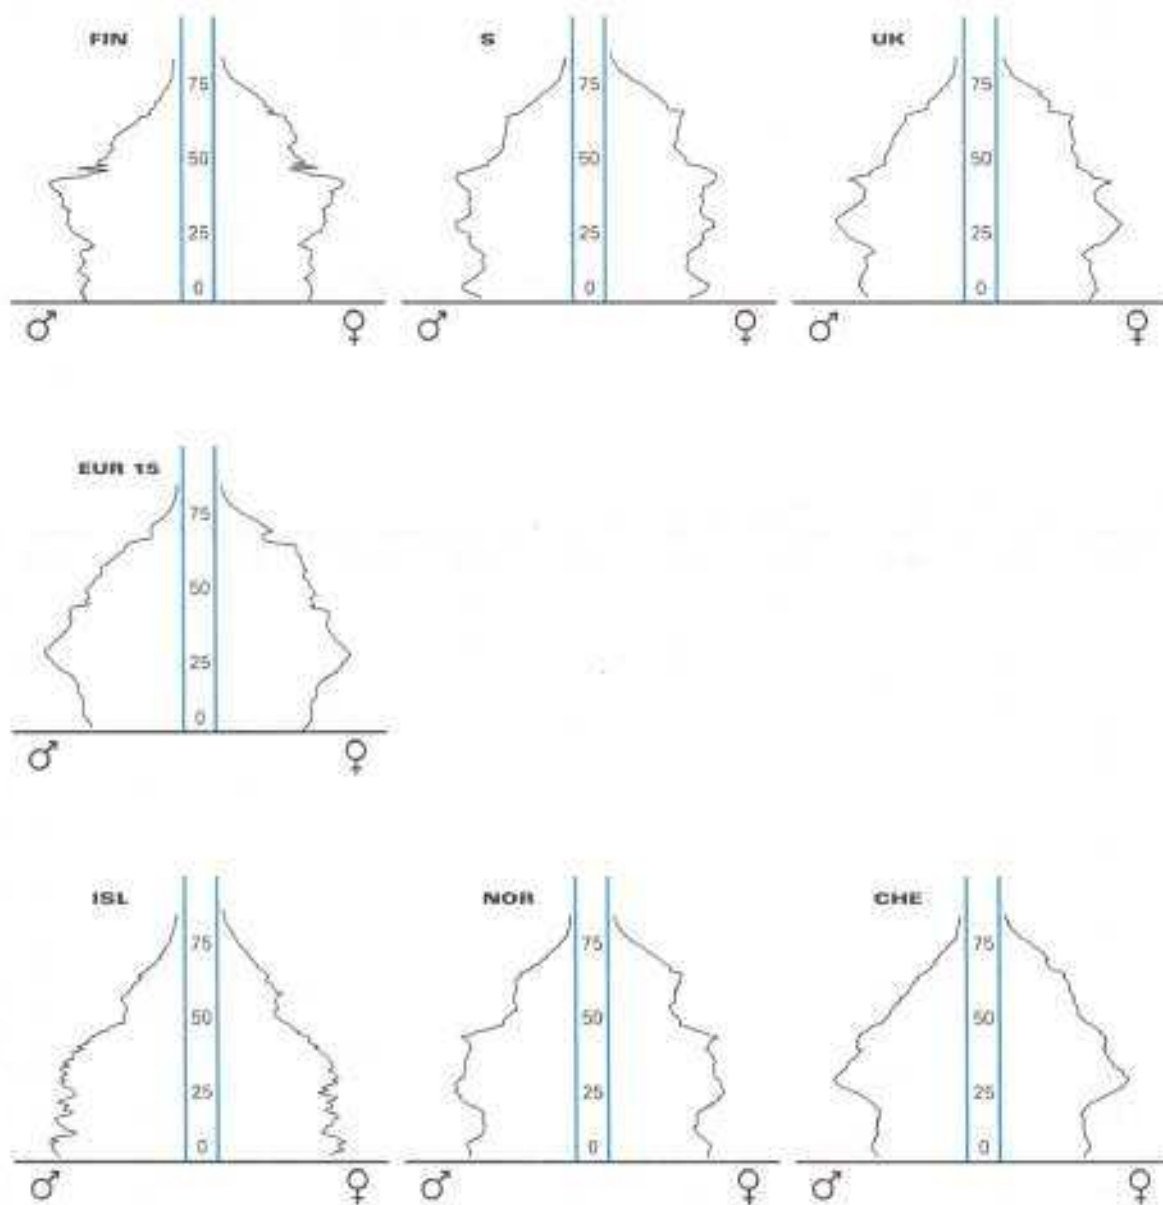 FIN S UK
75 75 75
50 50 50
25 25 25
0 0 0
♂ ♀ ♂ ♀ ♂ ♀
EUR 15
75
50
25
0
♂ ♀
ISL NOR CHE
75 75 75
50 50 50
25 25 25
0 0 0
♂ ♀ ♂ ♀ ♂ ♀